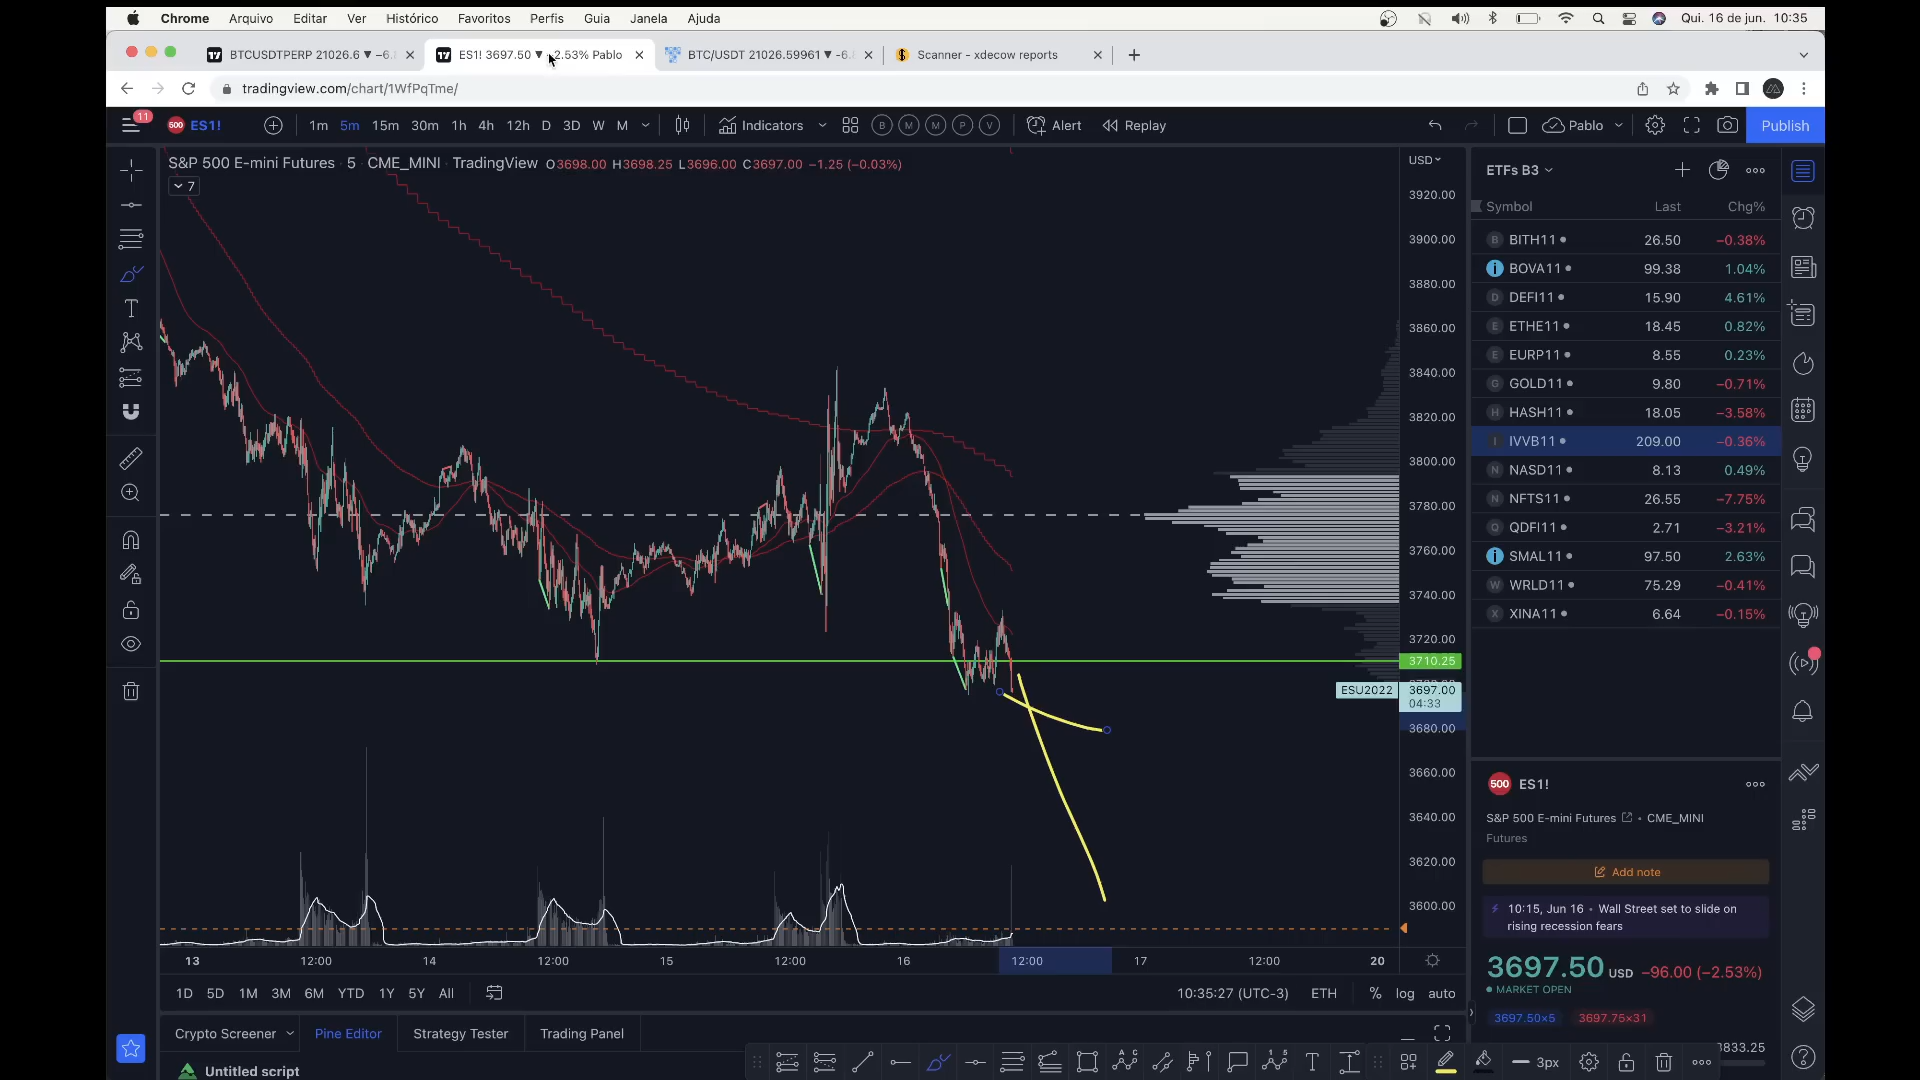 Chrome Arquivo Editar Ver Histórico Favoritos Perfis Guia Janela Ajuda Qui. 16 de jun. 10:35
BTCUSDTPERP 21026.6 ▼ −6. ES1! 3697.50 ▼ 2.53% Pablo BTC/USDT 21026.59961 ▼ -6. Scanner - xdecow reports
tradingview.com/chart/1WfPqTme/
11
500 ES1! 1m 5m 15m 30m 1h 4h 12h D 3D W M Indicators B M M P V Alert Replay Pablo Publish
S&P 500 E-mini Futures · 5 · CME_MINI · TradingView O3698.00 H3698.25 L3696.00 C3697.00 −1.25 (−0.03%)
7
USD
3920.00
3900.00
3880.00
3860.00
3840.00
3820.00
3800.00
3780.00
3760.00
3740.00
3720.00
3710.25
ESU2022 3697.00
04:33
3680.00
3660.00
3640.00
3620.00
3600.00
13 12:00 14 12:00 15 12:00 16 12:00 17 12:00 20
1D 5D 1M 3M 6M YTD 1Y 5Y All 10:35:27 (UTC-3) ETH % log auto
Crypto Screener Pine Editor Strategy Tester Trading Panel
Untitled script
3px
ETFs B3
Symbol Last Chg%
B BITH11 26.50 −0.38%
BOVA11 99.38 1.04%
D DEFI11 15.90 4.61%
E ETHE11 18.45 0.82%
E EURP11 8.55 0.23%
G GOLD11 9.80 −0.71%
H HASH11 18.05 −3.58%
I IVVB11 209.00 −0.36%
N NASD11 8.13 0.49%
N NFTS11 26.55 −7.75%
Q QDFI11 2.71 −3.21%
SMAL11 97.50 2.63%
W WRLD11 75.29 −0.41%
X XINA11 6.64 −0.15%
500 ES1!
S&P 500 E-mini Futures • CME_MINI
Futures
Add note
10:15, Jun 16 • Wall Street set to slide on
rising recession fears
3697.50 USD −96.00 (−2.53%)
MARKET OPEN
3697.50×5 3697.75×31
3833.25